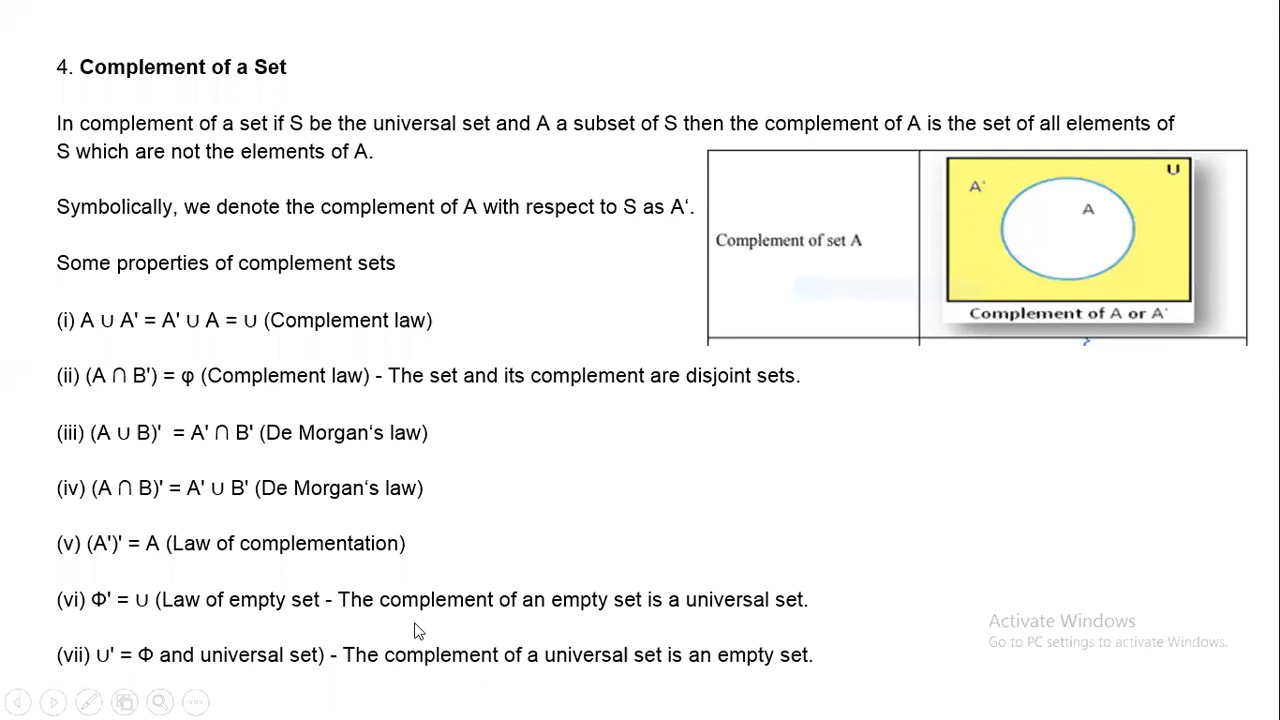 4. Complement of a Set
In complement of a set if S be the universal set and A a subset of S then the complement of A is the set of all elements of
S which are not the elements of A.
Symbolically, we denote the complement of A with respect to S as A‘.
Complement of set A
A'
A
U
Complement of A or A'
Some properties of complement sets
(i) A ∪ A' = A' ∪ A = ∪ (Complement law)
(ii) (A ∩ B') = φ (Complement law) - The set and its complement are disjoint sets.
(iii) (A ∪ B)'  = A' ∩ B' (De Morgan‘s law)
(iv) (A ∩ B)' = A' ∪ B' (De Morgan‘s law)
(v) (A')' = A (Law of complementation)
(vi) Φ' = ∪ (Law of empty set - The complement of an empty set is a universal set.
(vii) ∪' = Φ and universal set) - The complement of a universal set is an empty set.
Activate Windows
Go to PC settings to activate Windows.